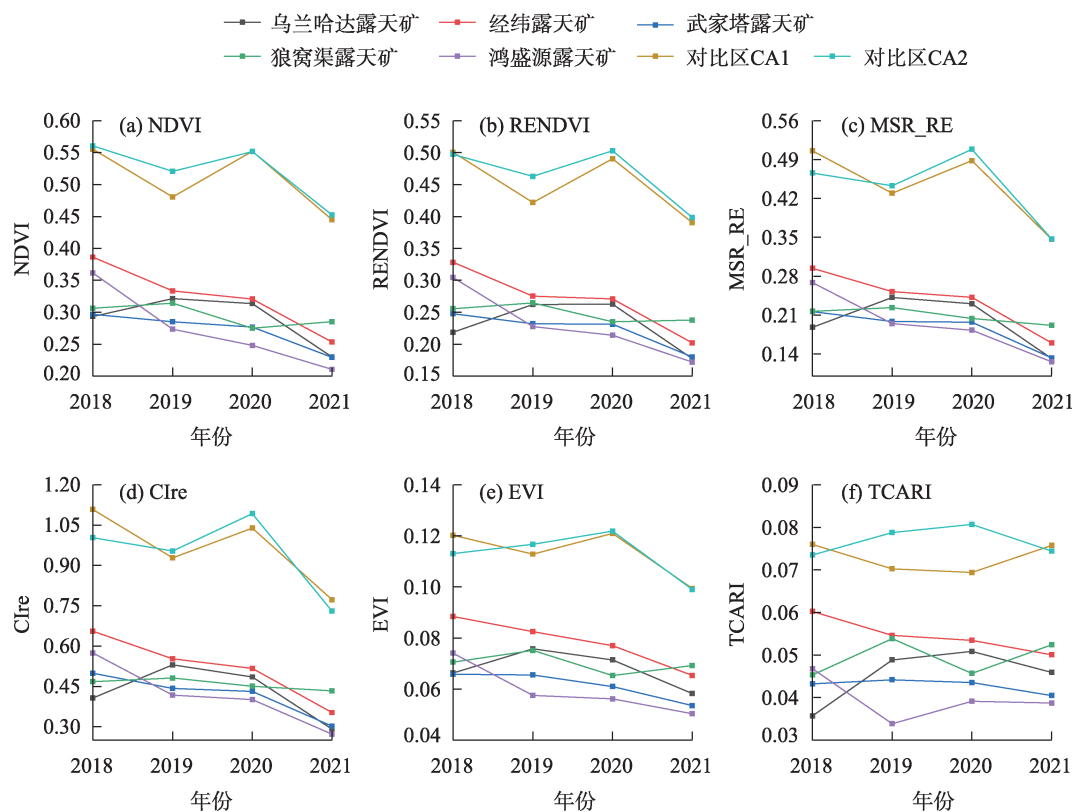 乌兰哈达露天矿 经纬露天矿 武家塔露天矿
狼窝渠露天矿 鸿盛源露天矿 对比区CA1 对比区CA2
(a) NDVI
NDVI
0.60
0.55
0.50
0.45
0.40
0.35
0.30
0.25
0.20
2018 2019 2020 2021
年份
(b) RENDVI
RENDVI
0.55
0.50
0.45
0.40
0.35
0.30
0.25
0.20
0.15
2018 2019 2020 2021
年份
(c) MSR_RE
MSR_RE
0.56
0.49
0.42
0.35
0.28
0.21
0.14
2018 2019 2020 2021
年份
(d) CIre
CIre
1.20
1.05
0.90
0.75
0.60
0.45
0.30
2018 2019 2020 2021
年份
(e) EVI
EVI
0.14
0.12
0.10
0.08
0.06
0.04
2018 2019 2020 2021
年份
(f) TCARI
TCARI
0.09
0.08
0.07
0.06
0.05
0.04
0.03
2018 2019 2020 2021
年份